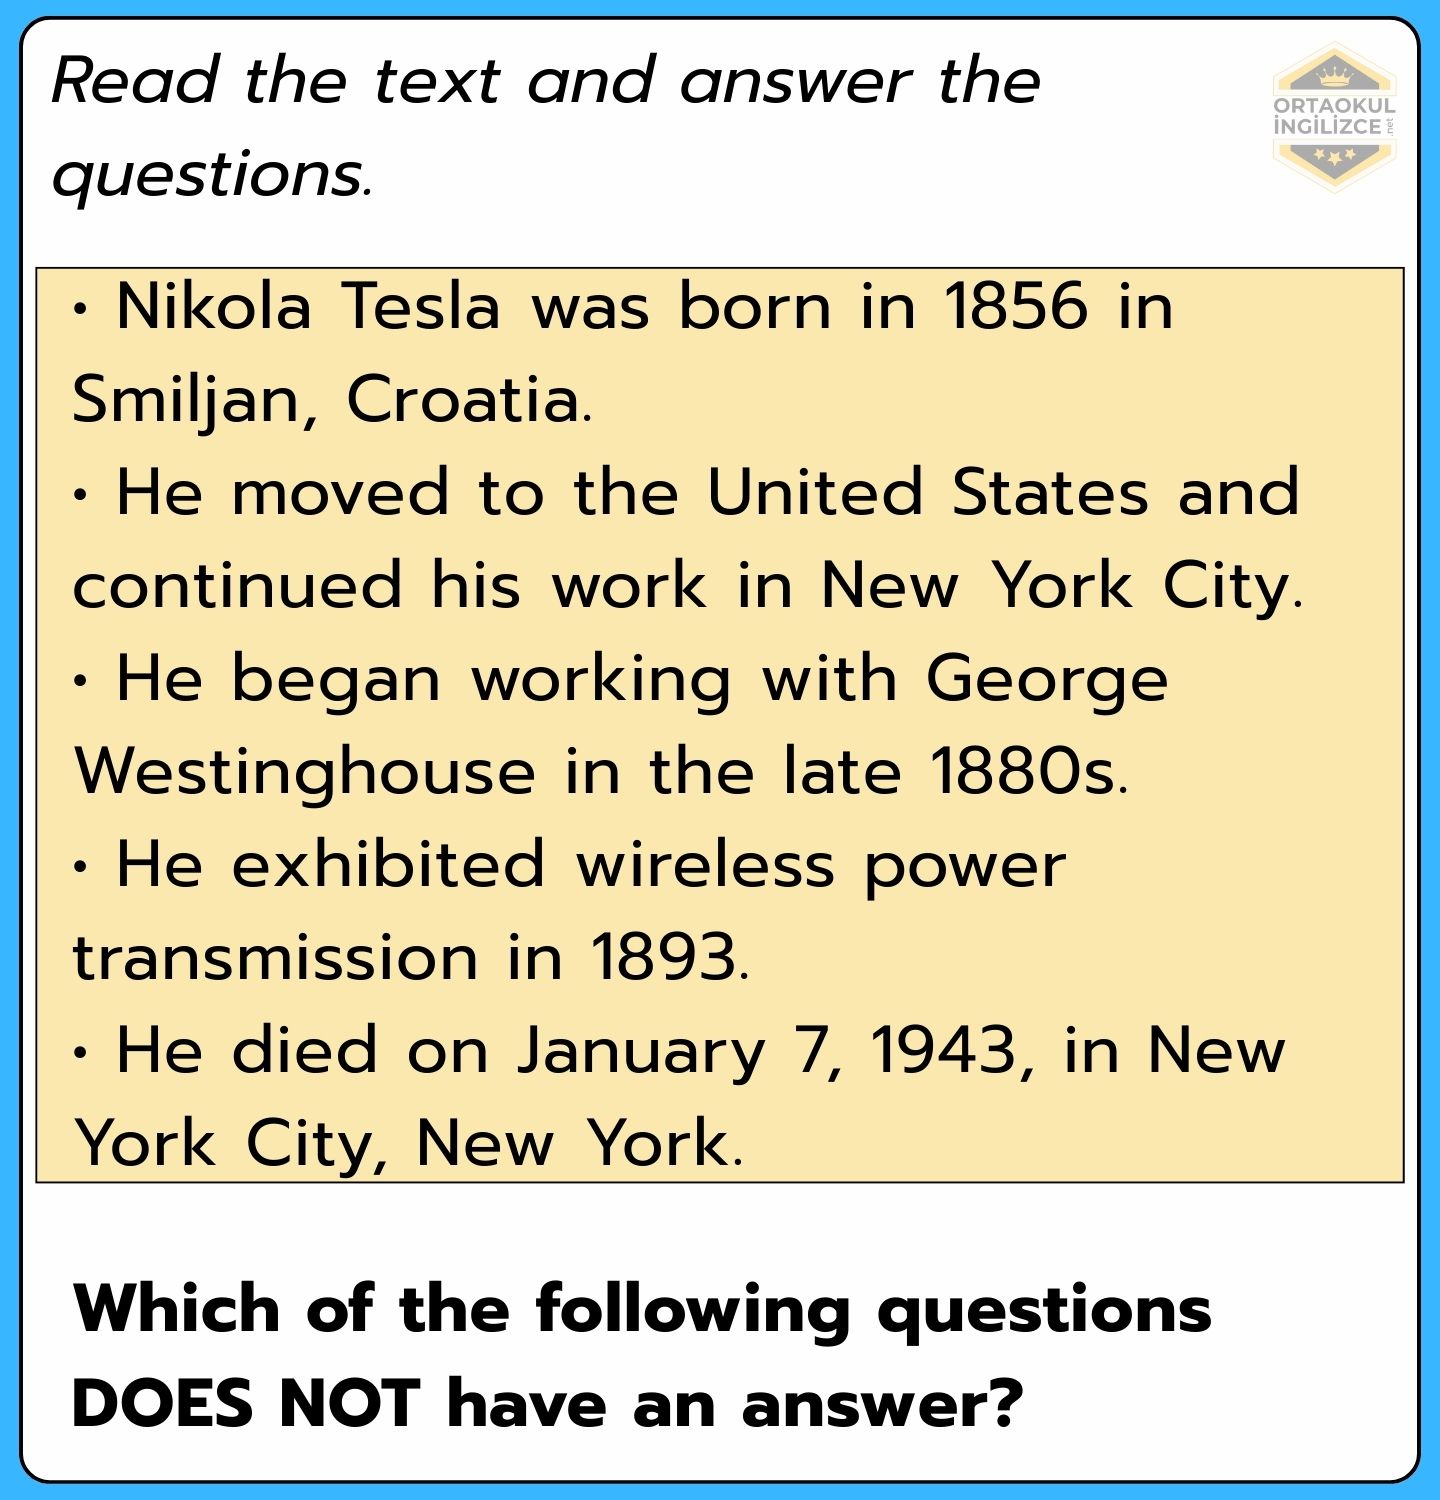 Read the text and answer the
questions.
ORTAOKUL
İNGİLİZCE .net
• Nikola Tesla was born in 1856 in
Smiljan, Croatia.
• He moved to the United States and
continued his work in New York City.
• He began working with George
Westinghouse in the late 1880s.
• He exhibited wireless power
transmission in 1893.
• He died on January 7, 1943, in New
York City, New York.
Which of the following questions
DOES NOT have an answer?